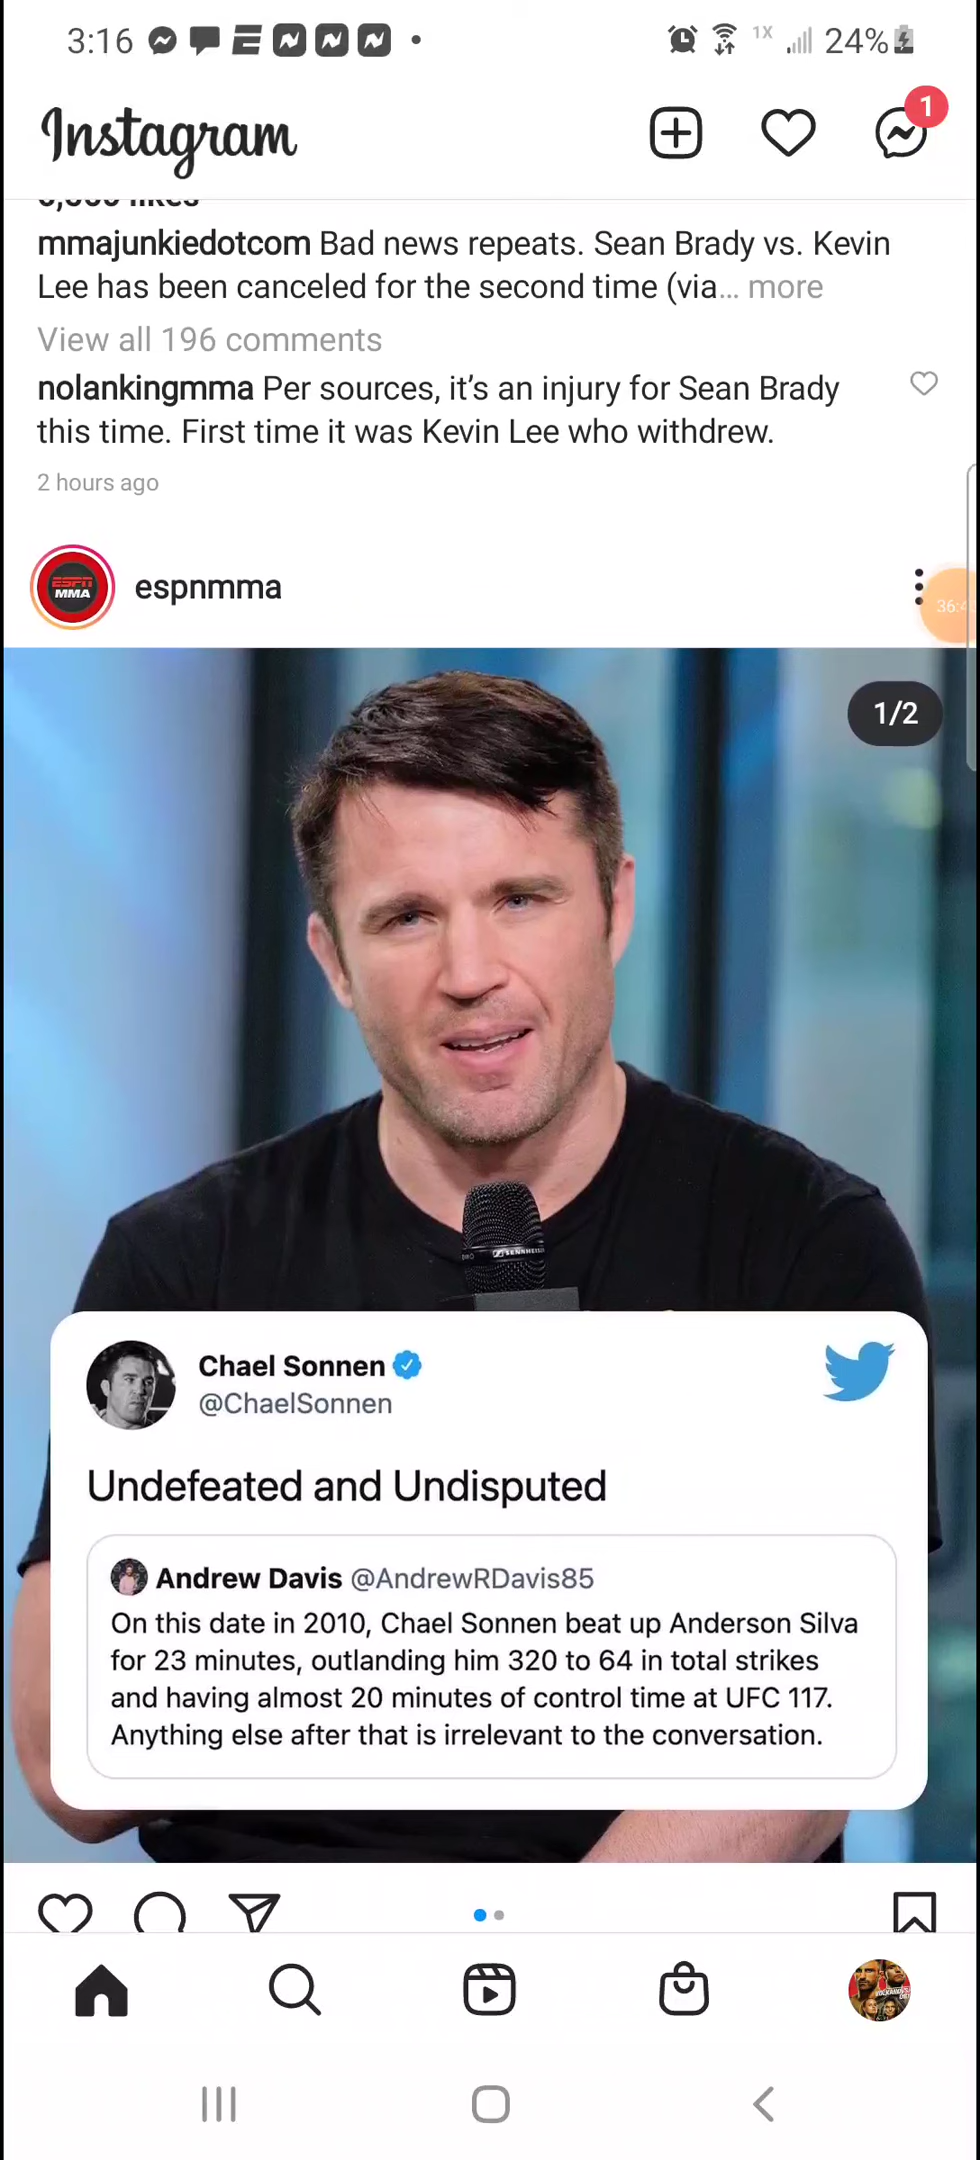 3:16
1X
24%
Instagram
1
mmajunkiedotcom Bad news repeats. Sean Brady vs. Kevin
Lee has been canceled for the second time (via... more
View all 196 comments
nolankingmma Per sources, it’s an injury for Sean Brady
this time. First time it was Kevin Lee who withdrew.
2 hours ago
ESPN
MMA
espnmma
1/2
SENNHEISER
Chael Sonnen
@ChaelSonnen
Undefeated and Undisputed
Andrew Davis @AndrewRDavis85
On this date in 2010, Chael Sonnen beat up Anderson Silva
for 23 minutes, outlanding him 320 to 64 in total strikes
and having almost 20 minutes of control time at UFC 117.
Anything else after that is irrelevant to the conversation.